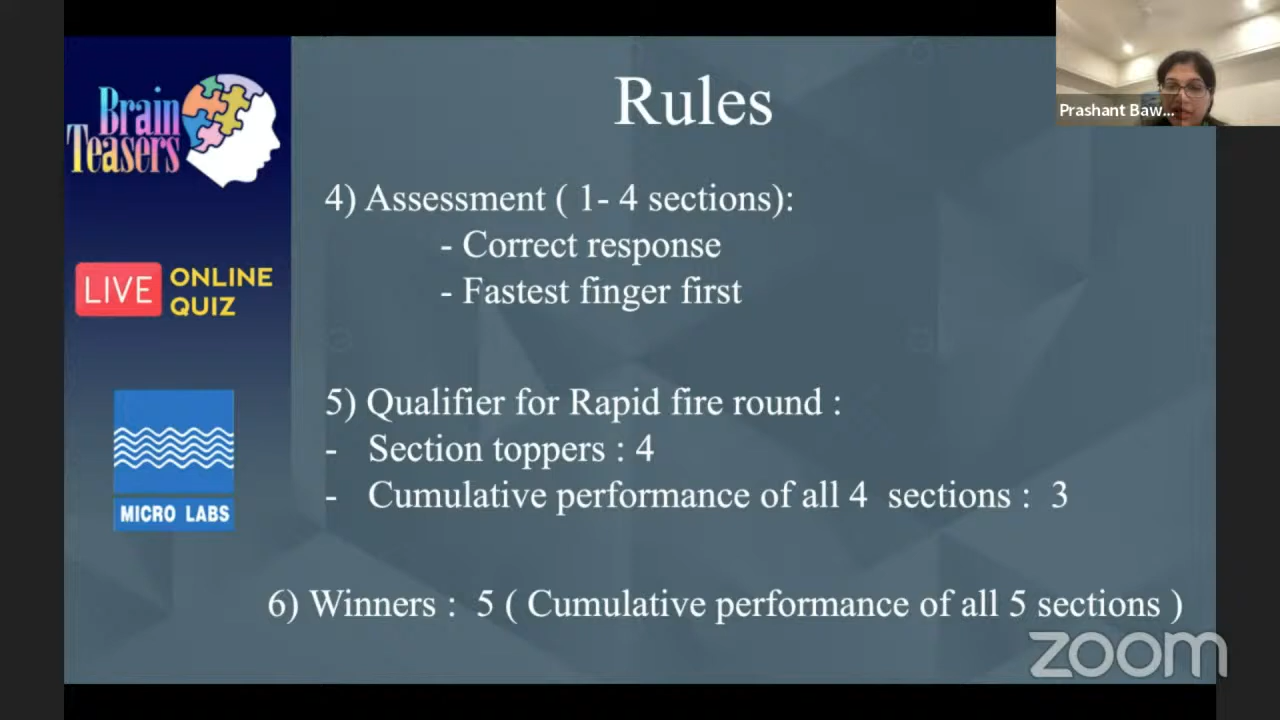 Rules
Prashant Baw...
Brain
Teasers
4) Assessment ( 1- 4 sections):
- Correct response
- Fastest finger first
LIVE ONLINE
QUIZ
5) Qualifier for Rapid fire round :
- Section toppers : 4
- Cumulative performance of all 4 sections : 3
MICRO LABS
6) Winners : 5 ( Cumulative performance of all 5 sections )
zoom